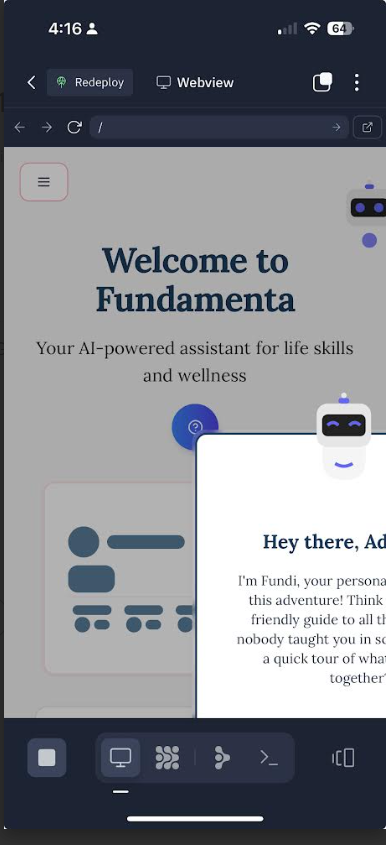 4:16
64
Redeploy
Webview
/
Welcome to
Fundamenta
Your AI-powered assistant for life skills
and wellness
Hey there, Ad
I'm Fundi, your persona
this adventure! Think
friendly guide to all th
nobody taught you in sc
a quick tour of what
together